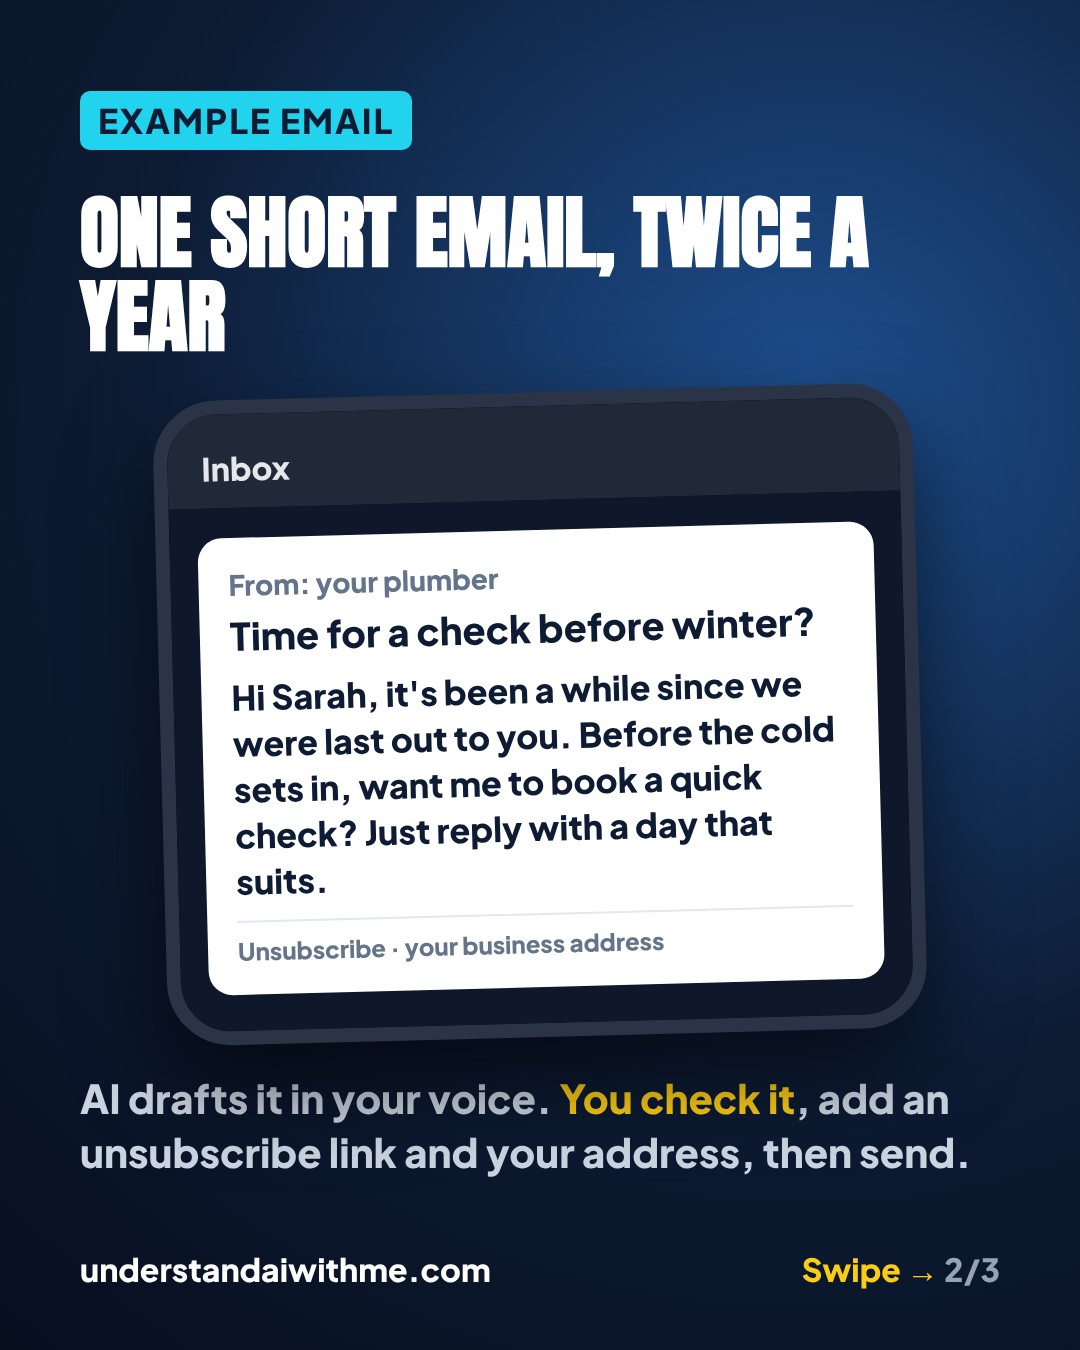 EXAMPLE EMAIL
ONE SHORT EMAIL, TWICE A
YEAR
Inbox
From: your plumber
Time for a check before winter?
Hi Sarah, it's been a while since we
were last out to you. Before the cold
sets in, want me to book a quick
check? Just reply with a day that
suits.
Unsubscribe · your business address
AI drafts it in your voice. You check it, add an
unsubscribe link and your address, then send.
understandaiwithme.com
Swipe → 2/3